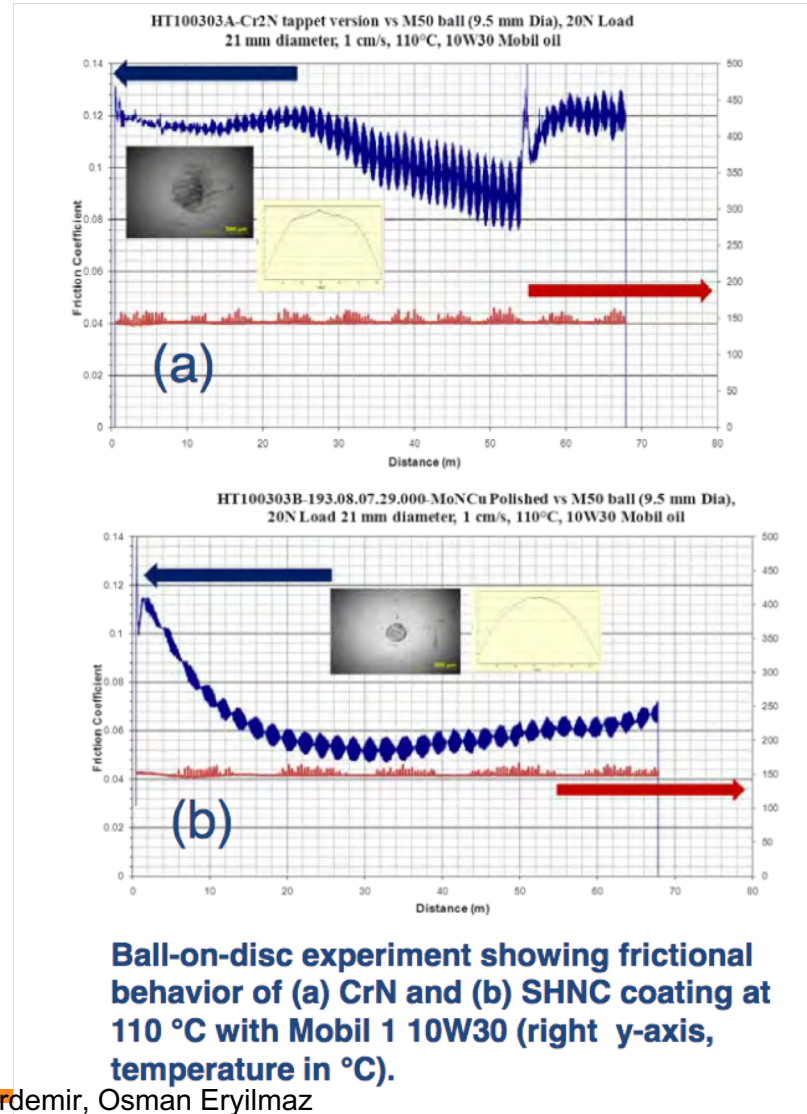 HT100303A-Cr2N tappet version vs M50 ball (9.5 mm Dia), 20N Load
21 mm diameter, 1 cm/s, 110°C, 10W30 Mobil oil
0.14
0.12
0.1
0.08
0.06
0.04
0.02
0
Friction Coefficient
500
450
400
350
300
250
200
150
100
50
0
(a)
0 10 20 30 40 50 60 70 80
Distance (m)
HT100303B-193.08.07.29.000-MoNCu Polished vs M50 ball (9.5 mm Dia),
20N Load 21 mm diameter, 1 cm/s, 110°C, 10W30 Mobil oil
0.14
0.12
0.1
0.08
0.06
0.04
0.02
0
Friction Coefficient
500
450
400
350
300
250
200
150
100
50
0
(b)
0 10 20 30 40 50 60 70 80
Distance (m)
Ball-on-disc experiment showing frictional
behavior of (a) CrN and (b) SHNC coating at
110 °C with Mobil 1 10W30 (right y-axis,
temperature in °C).
rdemir, Osman Eryilmaz